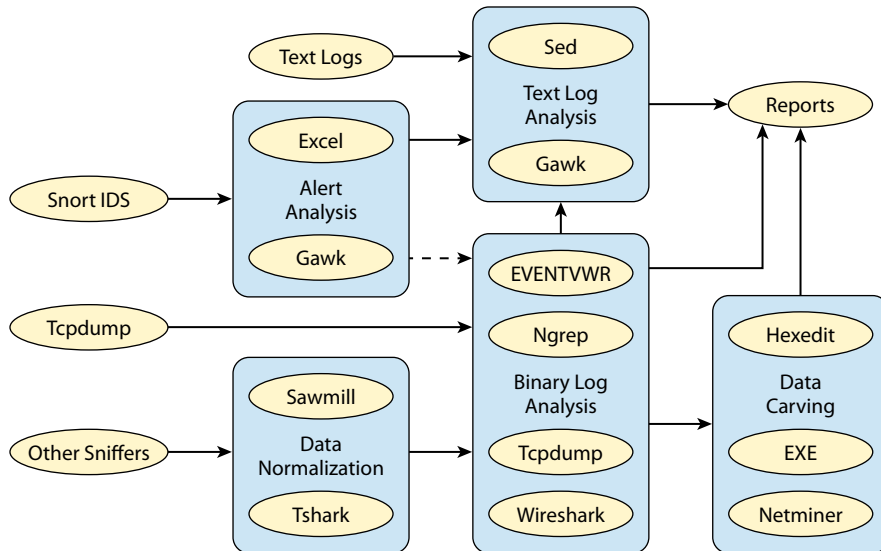 Text Logs
Sed
Text Log
Analysis
Gawk
Reports
Snort IDS
Excel
Alert
Analysis
Gawk
Tcpdump
EVENTVWR
Ngrep
Binary Log
Analysis
Tcpdump
Wireshark
Other Sniffers
Sawmill
Data
Normalization
Tshark
Hexedit
Data
Carving
EXE
Netminer